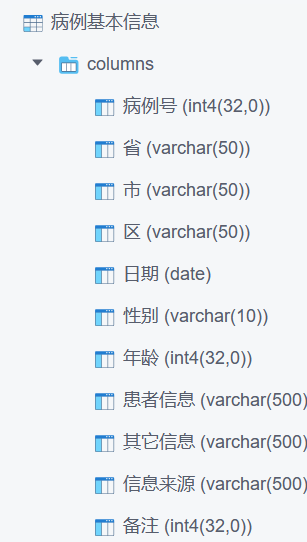 病例基本信息
columns
病例号 (int4(32,0))
省 (varchar(50))
市 (varchar(50))
区 (varchar(50))
日期 (date)
性别 (varchar(10))
年龄 (int4(32,0))
患者信息 (varchar(500)
其它信息 (varchar(500)
信息来源 (varchar(500)
备注 (int4(32,0))